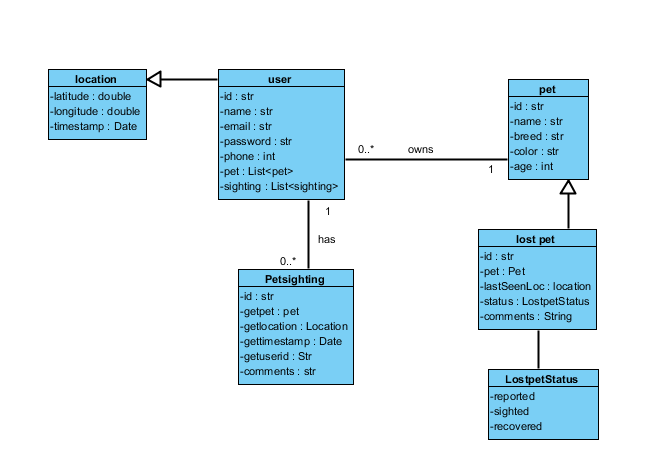 location
-latitude : double
-longitude : double
-timestamp : Date
user
-id : str
-name : str
-email : str
-password : str
-phone : int
-pet : List<pet>
-sighting : List<sighting>
pet
-id : str
-name : str
-breed : str
-color : str
-age : int
0..*
owns
1
1
has
0..*
Petsighting
-id : str
-getpet : pet
-getlocation : Location
-gettimestamp : Date
-getuserid : Str
-comments : str
lost pet
-id : str
-pet : Pet
-lastSeenLoc : location
-status : LostpetStatus
-comments : String
LostpetStatus
-reported
-sighted
-recovered